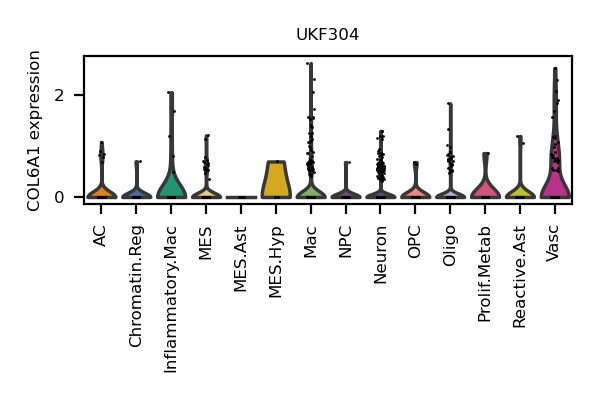 UKF304
COL6A1 expression
2
0
AC
Chromatin.Reg
Inflammatory.Mac
MES
MES.Ast
MES.Hyp
Mac
NPC
Neuron
OPC
Oligo
Prolif.Metab
Reactive.Ast
Vasc